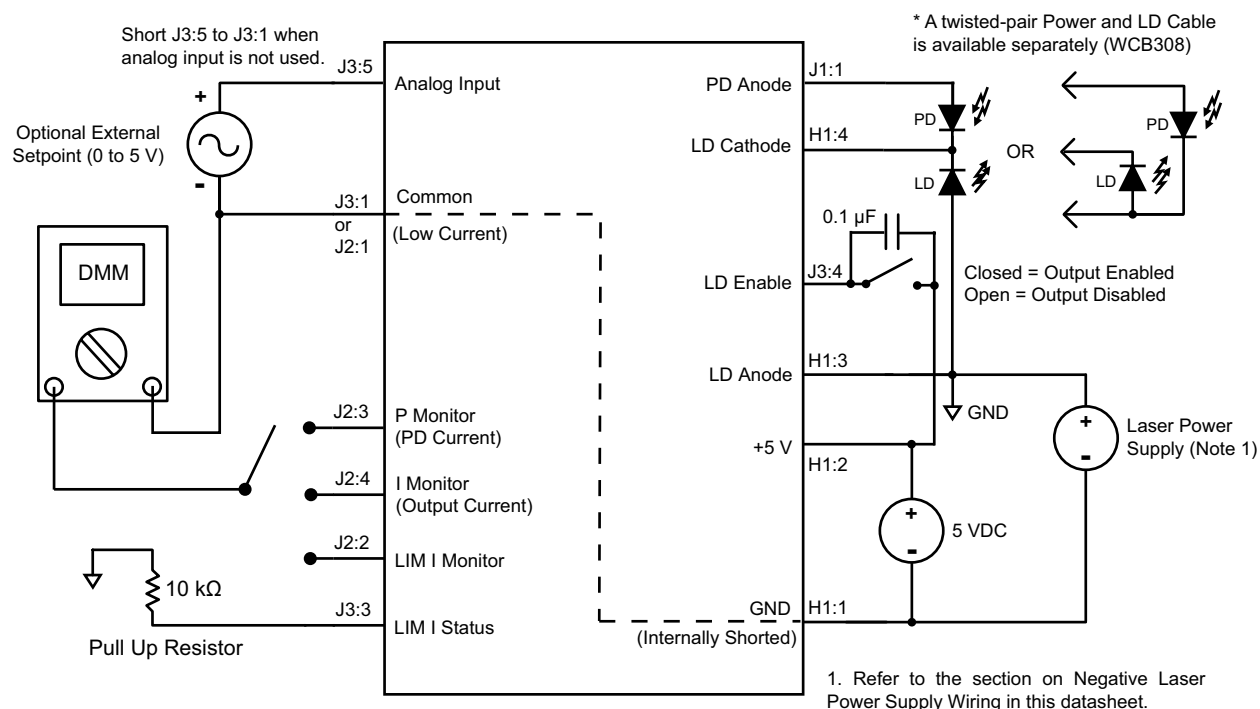 Short J3:5 to J3:1 when
analog input is not used.
J3:5
Analog Input
+
Optional External
Setpoint (0 to 5 V)
-
J3:1
or
J2:1
Common
(Low Current)
DMM
J2:3
P Monitor
(PD Current)
J2:4
I Monitor
(Output Current)
J2:2
LIM I Monitor
10 kΩ
J3:3
LIM I Status
Pull Up Resistor
* A twisted-pair Power and LD Cable
is available separately (WCB308)
PD Anode
J1:1
PD
LD Cathode
H1:4
LD
OR
PD
LD
0.1 µF
LD Enable
J3:4
Closed = Output Enabled
Open = Output Disabled
LD Anode
H1:3
GND
+
-
Laser Power
Supply (Note 1)
+5 V
H1:2
+
-
5 VDC
GND
H1:1
(Internally Shorted)
1. Refer to the section on Negative Laser
Power Supply Wiring in this datasheet.